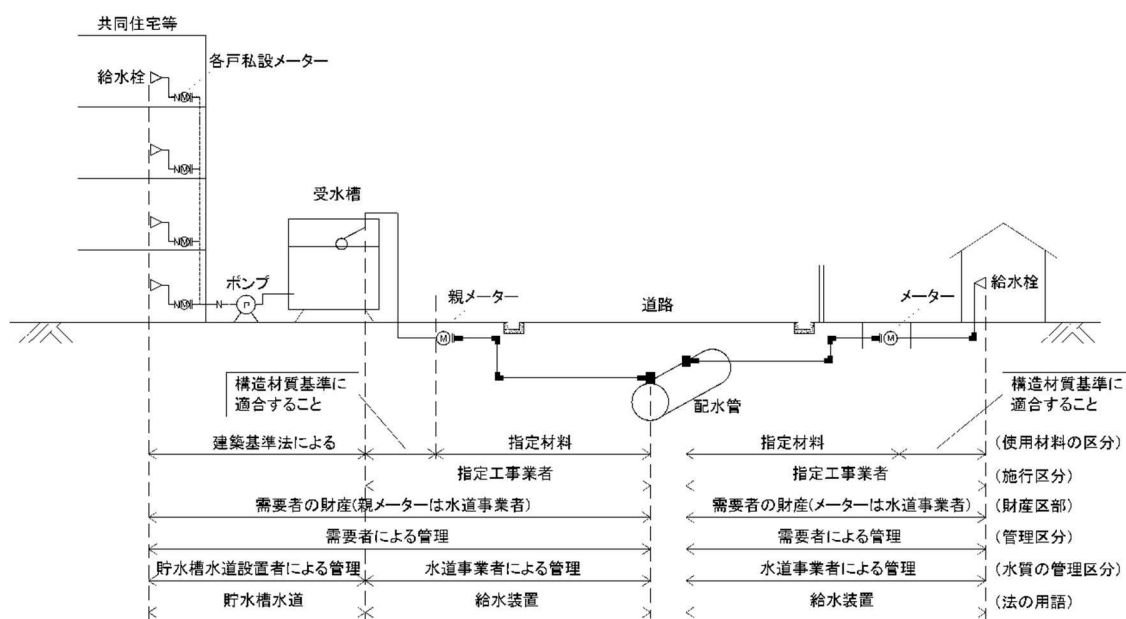 共同住宅等
各戸私設メーター
給水栓
受水槽
ポンプ
P
親メーター
道路
メーター
給水栓
M
M
配水管
構造材質基準に
適合すること
構造材質基準に
適合すること
建築基準法による
指定材料
指定材料
(使用材料の区分)
指定工事業者
指定工事業者
(施行区分)
需要者の財産(親メーターは水道事業者)
需要者の財産(メーターは水道事業者)
(財産区部)
需要者による管理
需要者による管理
(管理区分)
貯水槽水道設置者による管理
水道事業者による管理
水道事業者による管理
(水質の管理区分)
貯水槽水道
給水装置
給水装置
(法の用語)